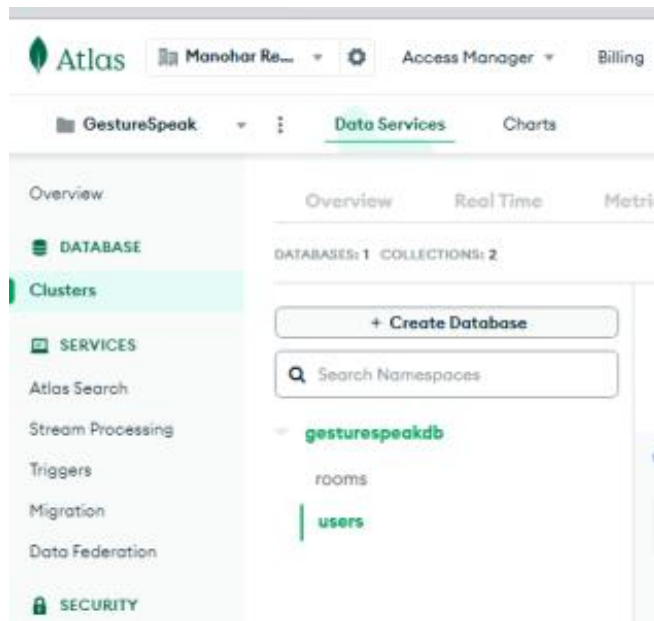 Atlas Manohar Re... Access Manager Billing
GestureSpeak Data Services Charts
Overview
DATABASE
Clusters
SERVICES
Atlas Search
Stream Processing
Triggers
Migration
Data Federation
SECURITY
Overview Real Time Metri
DATABASES: 1 COLLECTIONS: 2
+ Create Database
Search Namespaces
gesturespeakdb
rooms
users